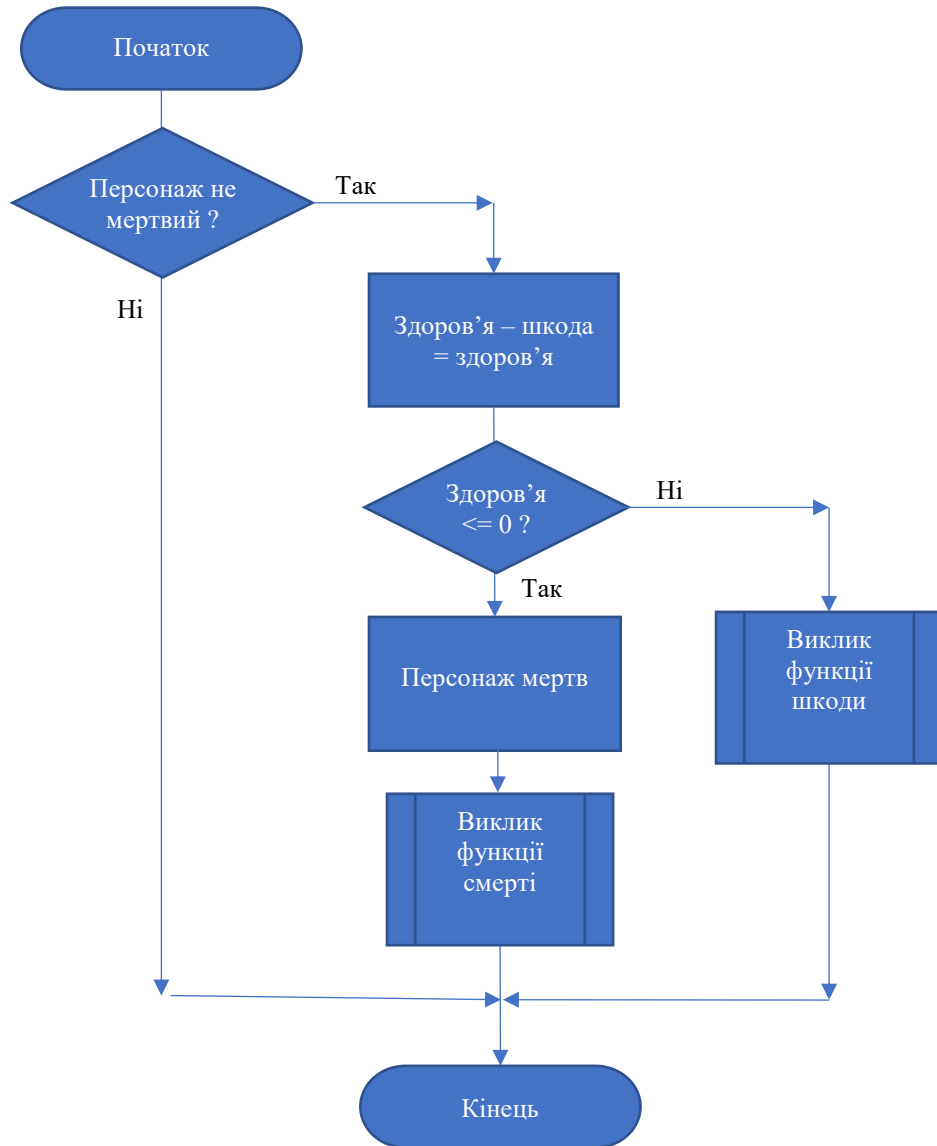 Початок
Персонаж не
мертвий ?
Так
Ні
Здоров’я – шкода
= здоров’я
Здоров’я
<= 0 ?
Ні
Так
Персонаж мертв
Виклик
функції
шкоди
Виклик
функції
смерті
Кінець